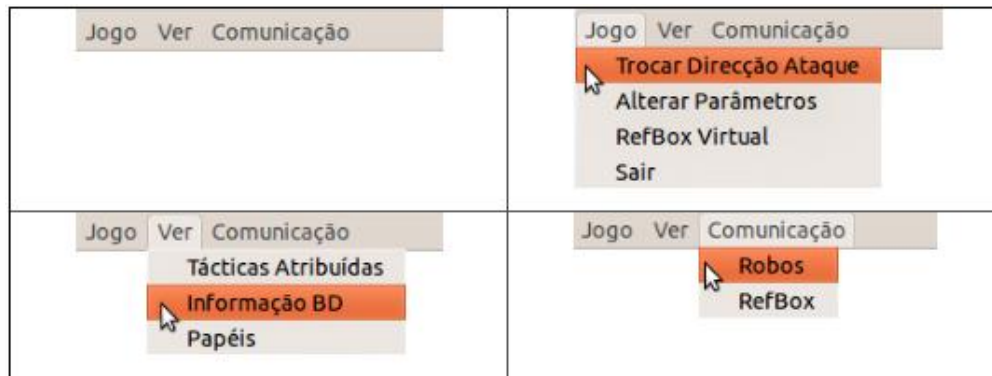 Jogo Ver Comunicação
Jogo Ver Comunicação
Trocar Direcção Ataque
Alterar Parâmetros
RefBox Virtual
Sair
Jogo Ver Comunicação
Tácticas Atribuídas
Informação BD
Papéis
Jogo Ver Comunicação
Robos
RefBox